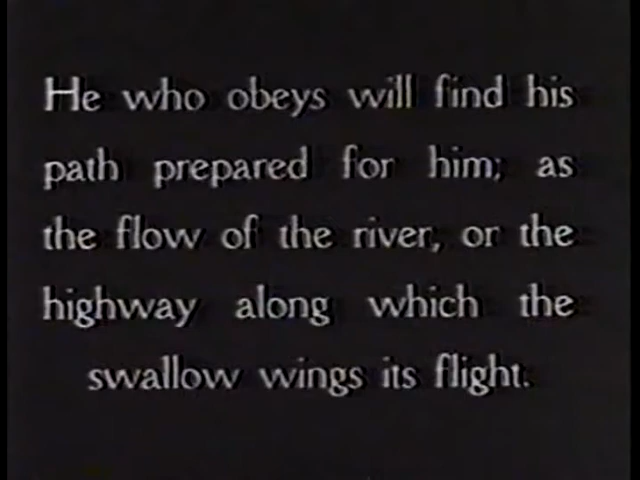 He who obeys will find his
path prepared for him; as
the flow of the river, or the
highway along which the
swallow wings its flight.